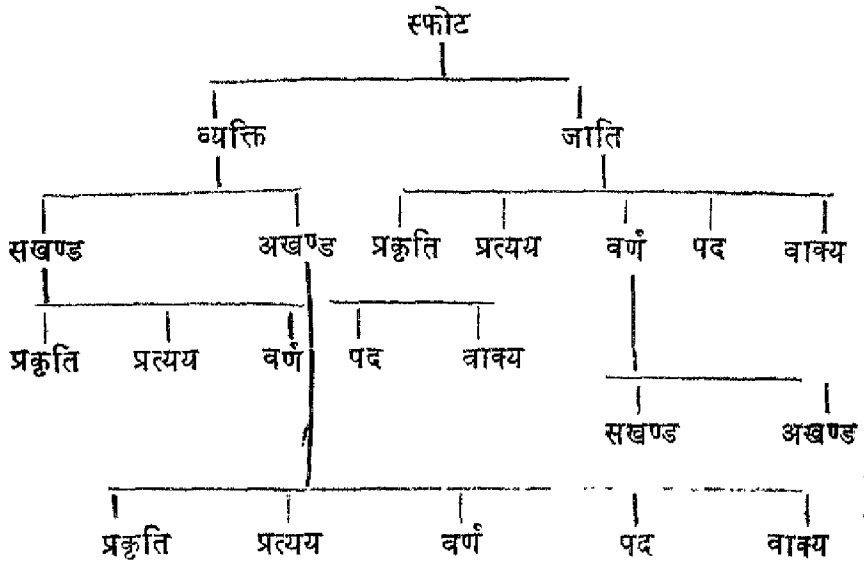 स्फोट
व्यक्ति जाति
सखण्ड अखण्ड प्रकृति प्रत्यय वर्ण पद वाक्य
प्रकृति प्रत्यय वर्ण पद वाक्य
सखण्ड अखण्ड
प्रकृति प्रत्यय वर्ण पद वाक्य